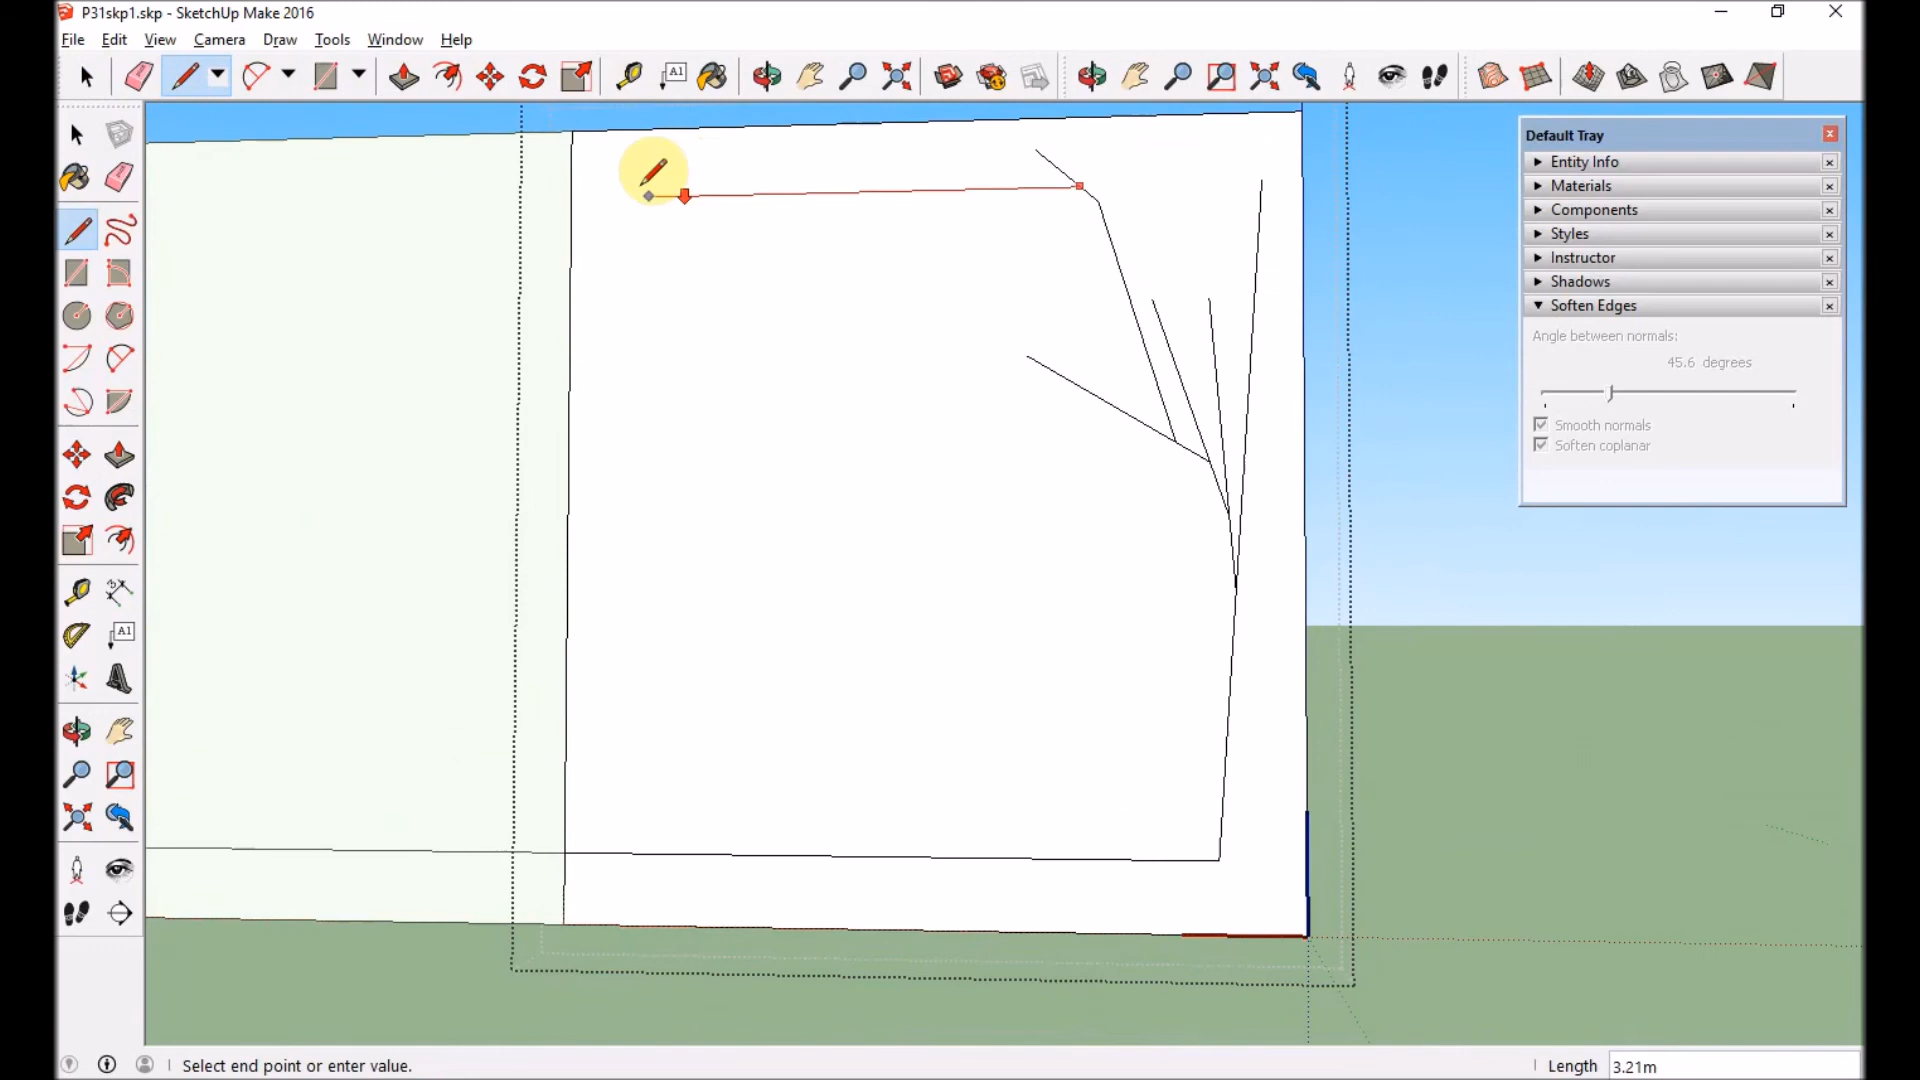 P31skp1.skp - SketchUp Make 2016
File Edit View Camera Draw Tools Window Help
A1
Default Tray
Entity Info
Materials
Components
Styles
Instructor
Shadows
Soften Edges
Angle between normals:
45.6 degrees
Smooth normals
Soften coplanar
A1
Select end point or enter value.
Length 3.21m